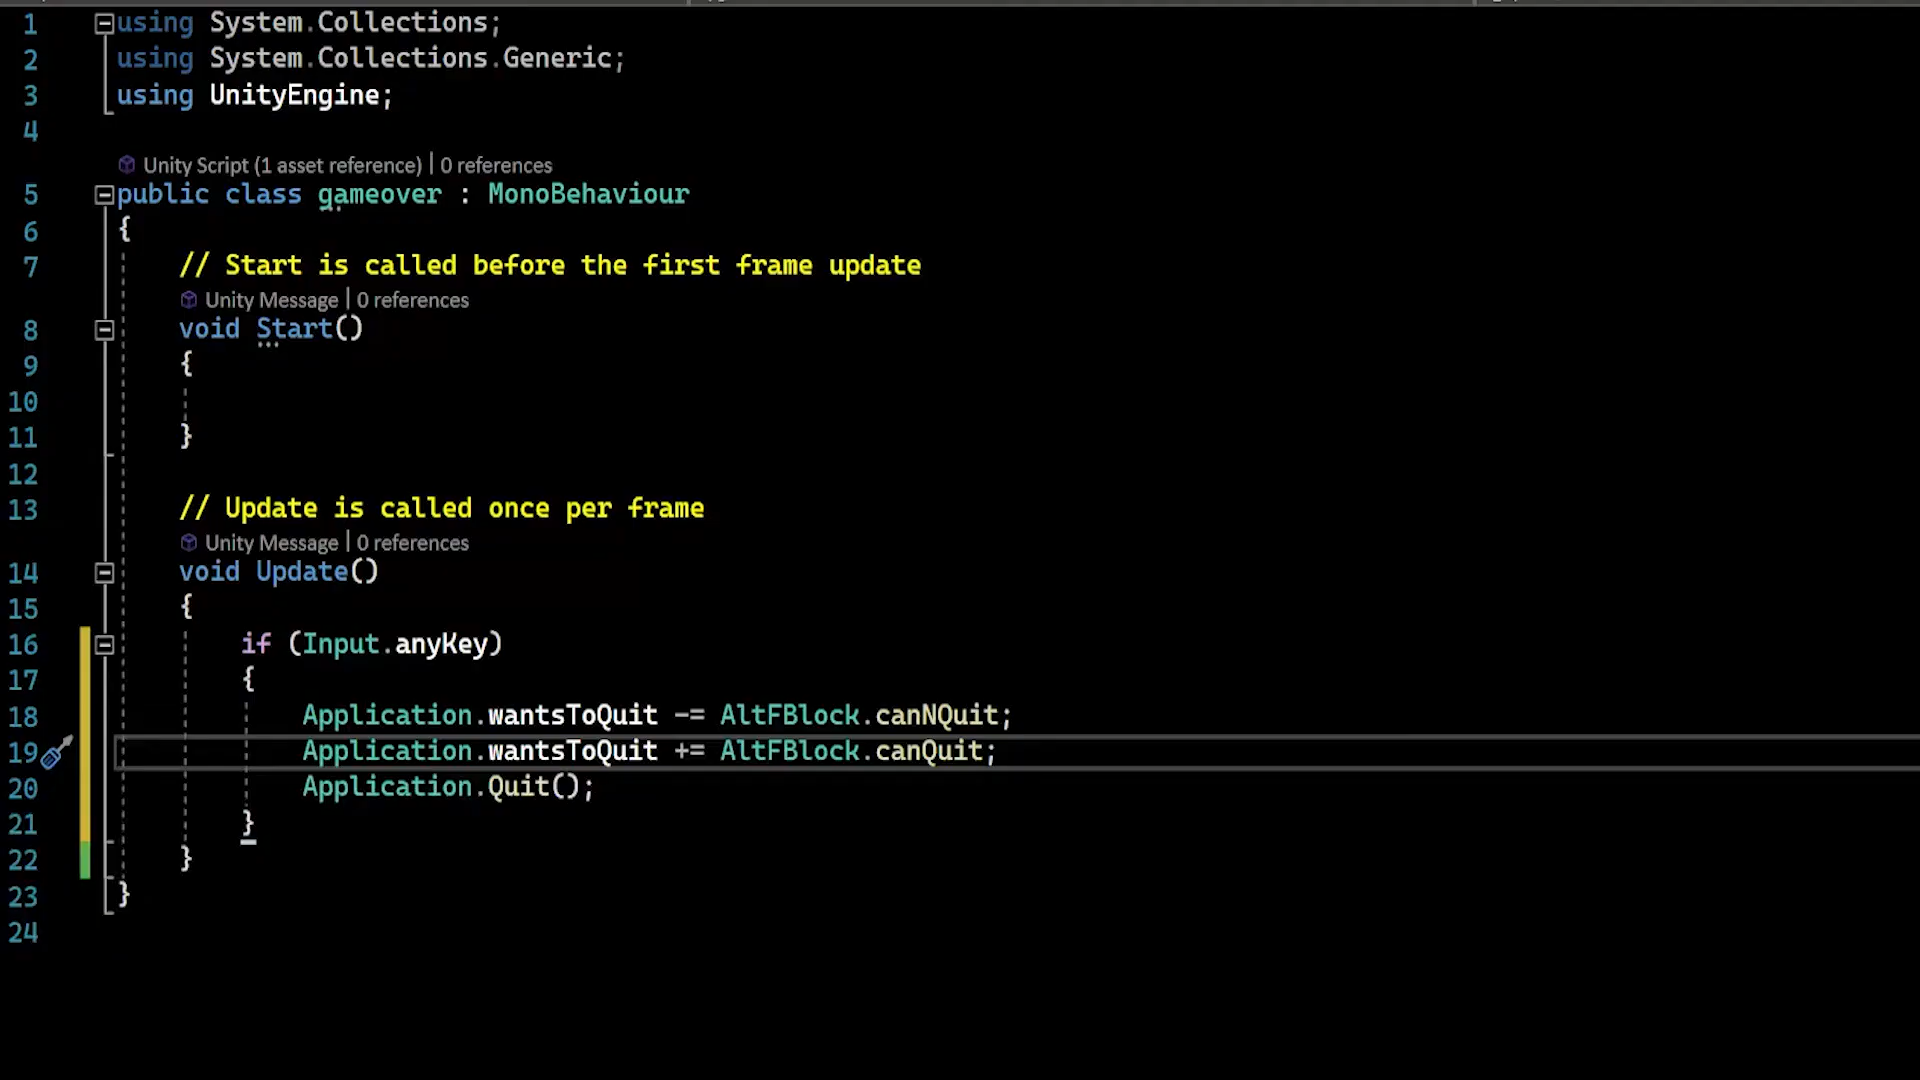 1 using System.Collections;
2 using System.Collections.Generic;
3 using UnityEngine;
4
Unity Script (1 asset reference) | 0 references
5 public class gameover : MonoBehaviour
6 {
7 // Start is called before the first frame update
Unity Message | 0 references
8 void Start()
9 {
10
11 }
12
13 // Update is called once per frame
Unity Message | 0 references
14 void Update()
15 {
16 if (Input.anyKey)
17 {
18 Application.wantsToQuit -= AltFBlock.canNQuit;
19 Application.wantsToQuit += AltFBlock.canQuit;
20 Application.Quit();
21 }
22 }
23 }
24